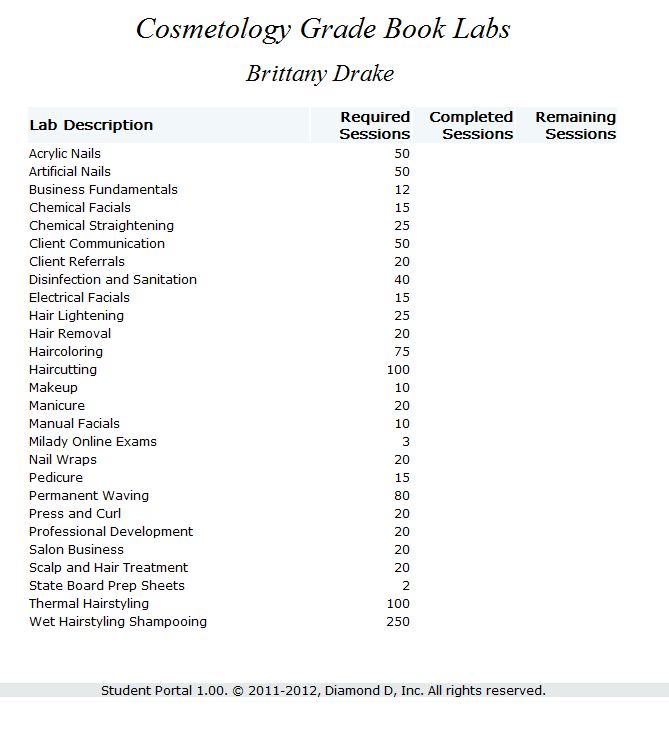 Cosmetology Grade Book Labs
Brittany Drake
Lab Description Required Sessions Completed Sessions Remaining Sessions
Acrylic Nails 50
Artificial Nails 50
Business Fundamentals 12
Chemical Facials 15
Chemical Straightening 25
Client Communication 50
Client Referrals 20
Disinfection and Sanitation 40
Electrical Facials 15
Hair Lightening 25
Hair Removal 20
Haircoloring 75
Haircutting 100
Makeup 10
Manicure 20
Manual Facials 10
Milady Online Exams 3
Nail Wraps 20
Pedicure 15
Permanent Waving 80
Press and Curl 20
Professional Development 20
Salon Business 20
Scalp and Hair Treatment 20
State Board Prep Sheets 2
Thermal Hairstyling 100
Wet Hairstyling Shampooing 250
Student Portal 1.00. © 2011-2012, Diamond D, Inc. All rights reserved.